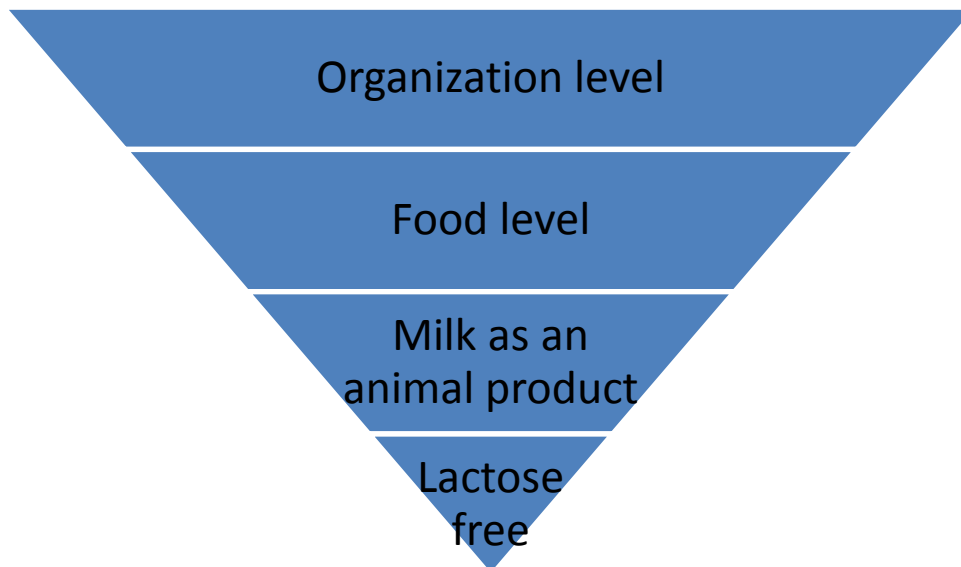 Organization level
Food level
Milk as an
animal product
Lactose
free